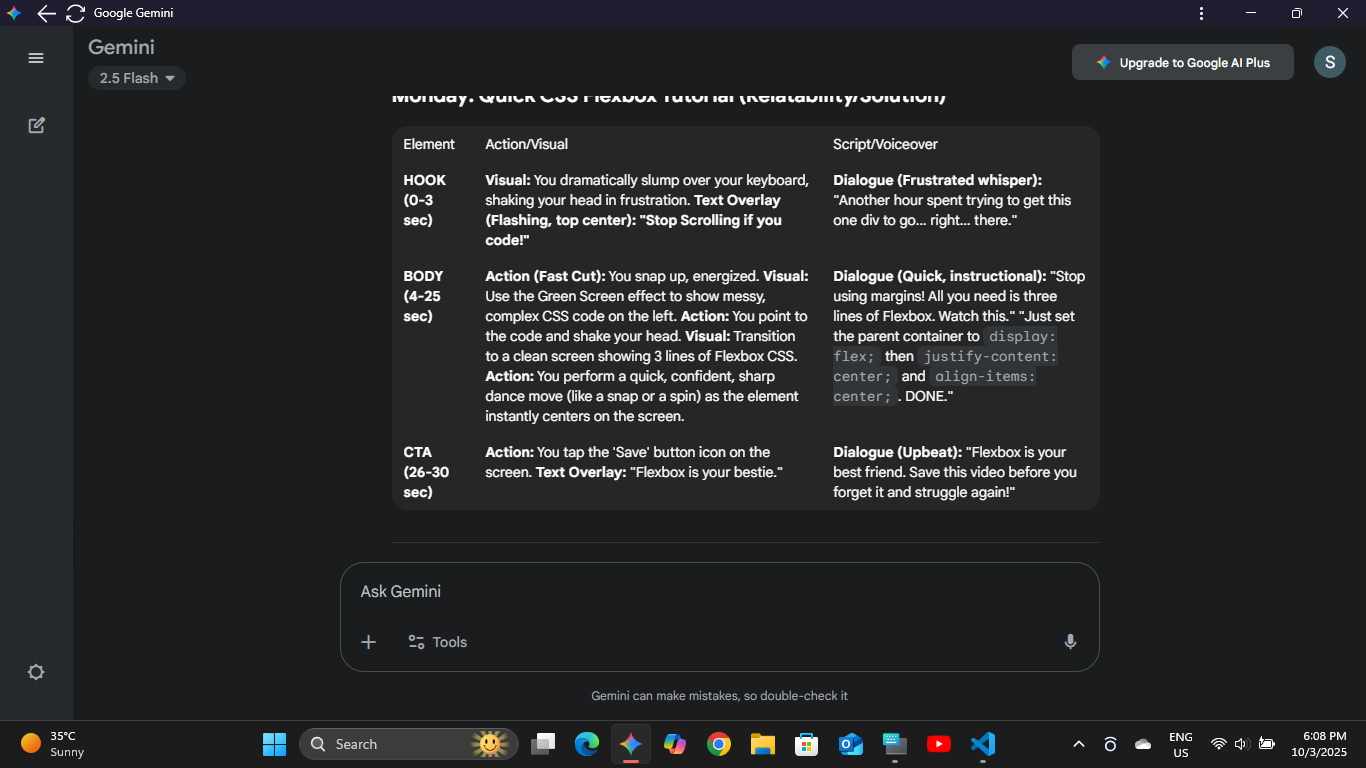 Google Gemini
Gemini
2.5 Flash
Upgrade to Google AI Plus
S
Monday: Quick CSS Flexbox Tutorial (Relatability/Solution)
Element
Action/Visual
Script/Voiceover
HOOK
(0-3
sec)
Visual: You dramatically slump over your keyboard,
shaking your head in frustration. Text Overlay
(Flashing, top center): "Stop Scrolling if you
code!"
Dialogue (Frustrated whisper):
"Another hour spent trying to get this
one div to go... right... there."
BODY
(4-25
sec)
Action (Fast Cut): You snap up, energized. Visual:
Use the Green Screen effect to show messy,
complex CSS code on the left. Action: You point to
the code and shake your head. Visual: Transition
to a clean screen showing 3 lines of Flexbox CSS.
Action: You perform a quick, confident, sharp
dance move (like a snap or a spin) as the element
instantly centers on the screen.
Dialogue (Quick, instructional): "Stop
using margins! All you need is three
lines of Flexbox. Watch this." "Just set
the parent container to display:
flex; then justify-content:
center; and align-items:
center; . DONE."
CTA
(26-30
sec)
Action: You tap the 'Save' button icon on the
screen. Text Overlay: "Flexbox is your bestie."
Dialogue (Upbeat): "Flexbox is your
best friend. Save this video before you
forget it and struggle again!"
Ask Gemini
Tools
Gemini can make mistakes, so double-check it
35°C
Sunny
Search
ENG
US
6:08 PM
10/3/2025